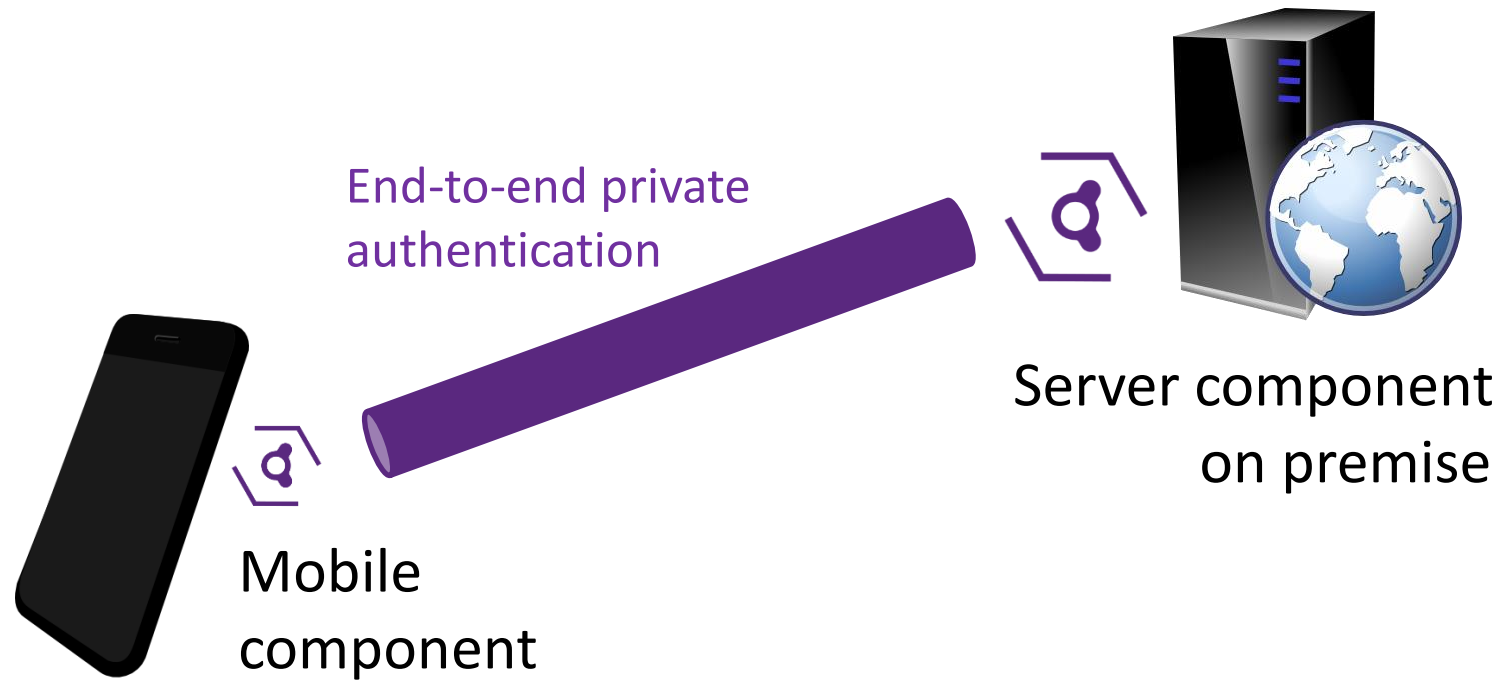 End-to-end private
authentication
Server component
on premise
Mobile
component